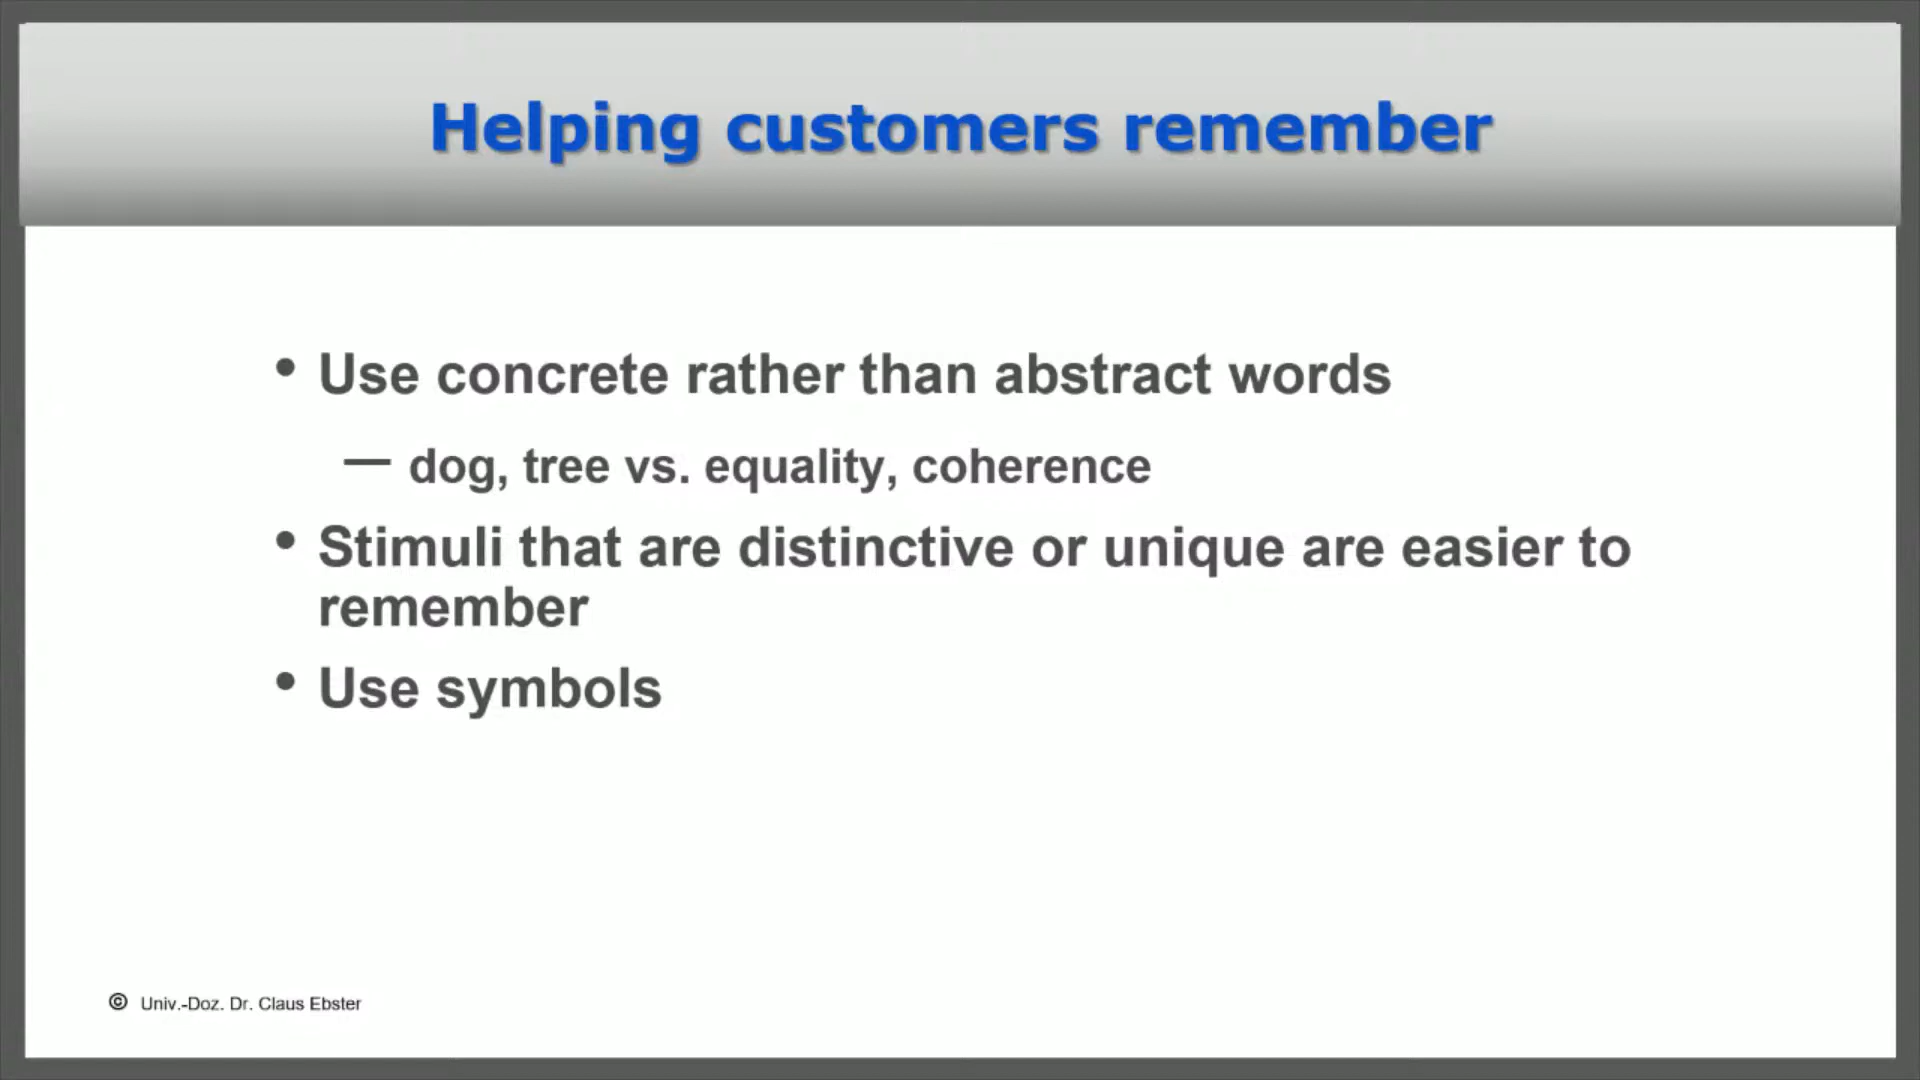 Helping customers remember
• Use concrete rather than abstract words
— dog, tree vs. equality, coherence
• Stimuli that are distinctive or unique are easier to
remember
• Use symbols
© Univ.-Doz. Dr. Claus Ebster